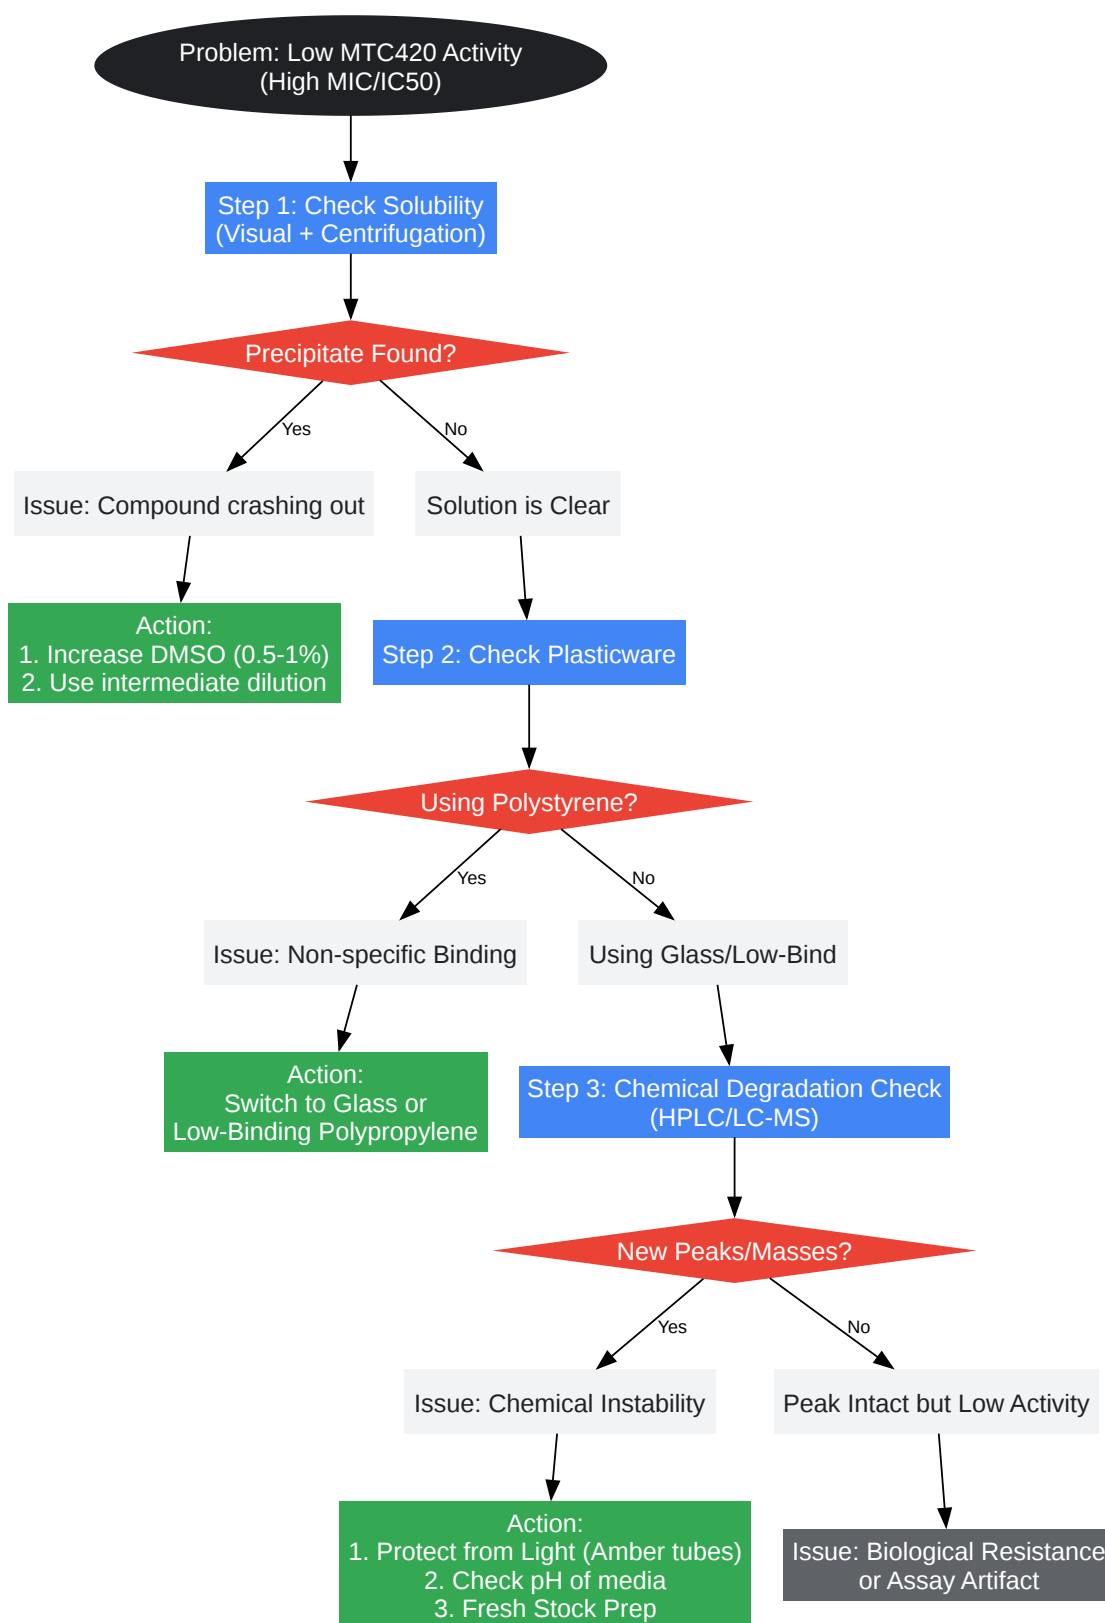 Problem: Low MTC420 Activity
(High MIC/IC50)
Step 1: Check Solubility
(Visual + Centrifugation)
Precipitate Found?
Yes
No
Issue: Compound crashing out
Solution is Clear
Action:
1. Increase DMSO (0.5-1%)
2. Use intermediate dilution
Step 2: Check Plasticware
Using Polystyrene?
Yes
No
Issue: Non-specific Binding
Using Glass/Low-Bind
Action:
Switch to Glass or
Low-Binding Polypropylene
Step 3: Chemical Degradation Check
(HPLC/LC-MS)
New Peaks/Masses?
Yes
No
Issue: Chemical Instability
Peak Intact but Low Activity
Action:
1. Protect from Light (Amber tubes)
2. Check pH of media
3. Fresh Stock Prep
Issue: Biological Resistance
or Assay Artifact